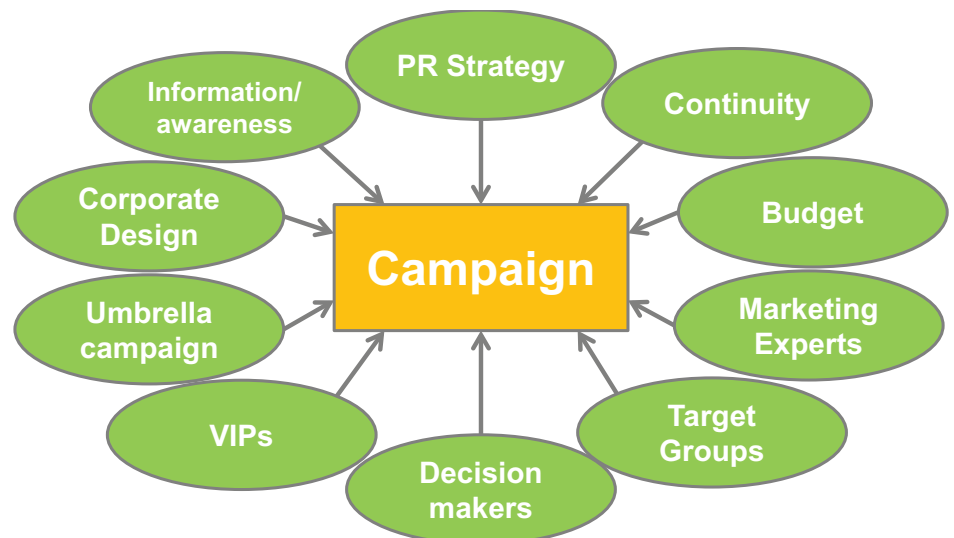 PR Strategy
Information/
awareness
Continuity
Corporate
Design
Budget
Campaign
Umbrella
campaign
Marketing
Experts
VIPs
Target
Groups
Decision
makers